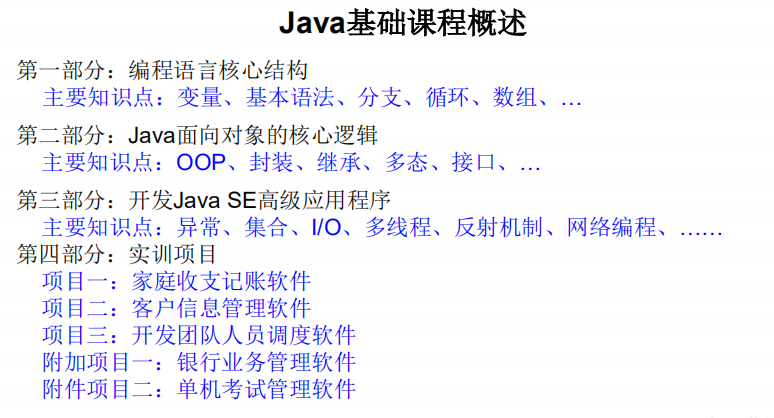 Java基础课程概述
第一部分：编程语言核心结构
主要知识点：变量、基本语法、分支、循环、数组、…
第二部分：Java面向对象的核心逻辑
主要知识点：OOP、封装、继承、多态、接口、…
第三部分：开发Java SE高级应用程序
主要知识点：异常、集合、I/O、多线程、反射机制、网络编程、……
第四部分：实训项目
项目一：家庭收支记账软件
项目二：客户信息管理软件
项目三：开发团队人员调度软件
附加项目一：银行业务管理软件
附件项目二：单机考试管理软件